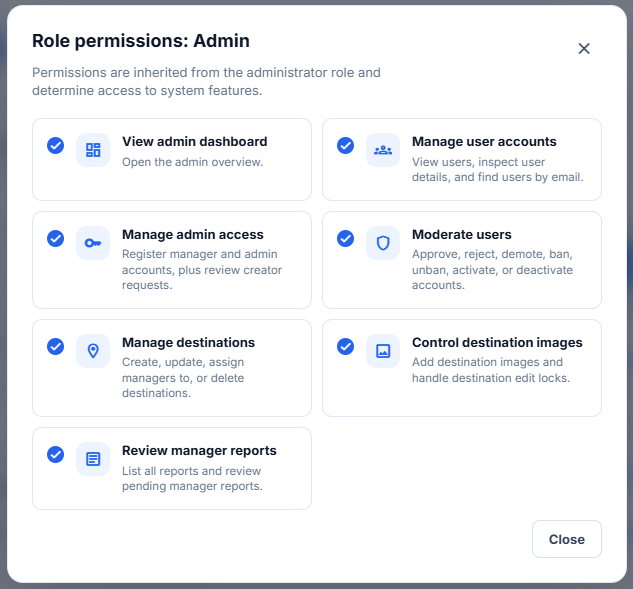 Role permissions: Admin
Permissions are inherited from the administrator role and
determine access to system features.
View admin dashboard
Open the admin overview.
Manage user accounts
View users, inspect user
details, and find users by email.
Manage admin access
Register manager and admin
accounts, plus review creator
requests.
Moderate users
Approve, reject, demote, ban,
unban, activate, or deactivate
accounts.
Manage destinations
Create, update, assign
managers to, or delete
destinations.
Control destination images
Add destination images and
handle destination edit locks.
Review manager reports
List all reports and review
pending manager reports.
Close